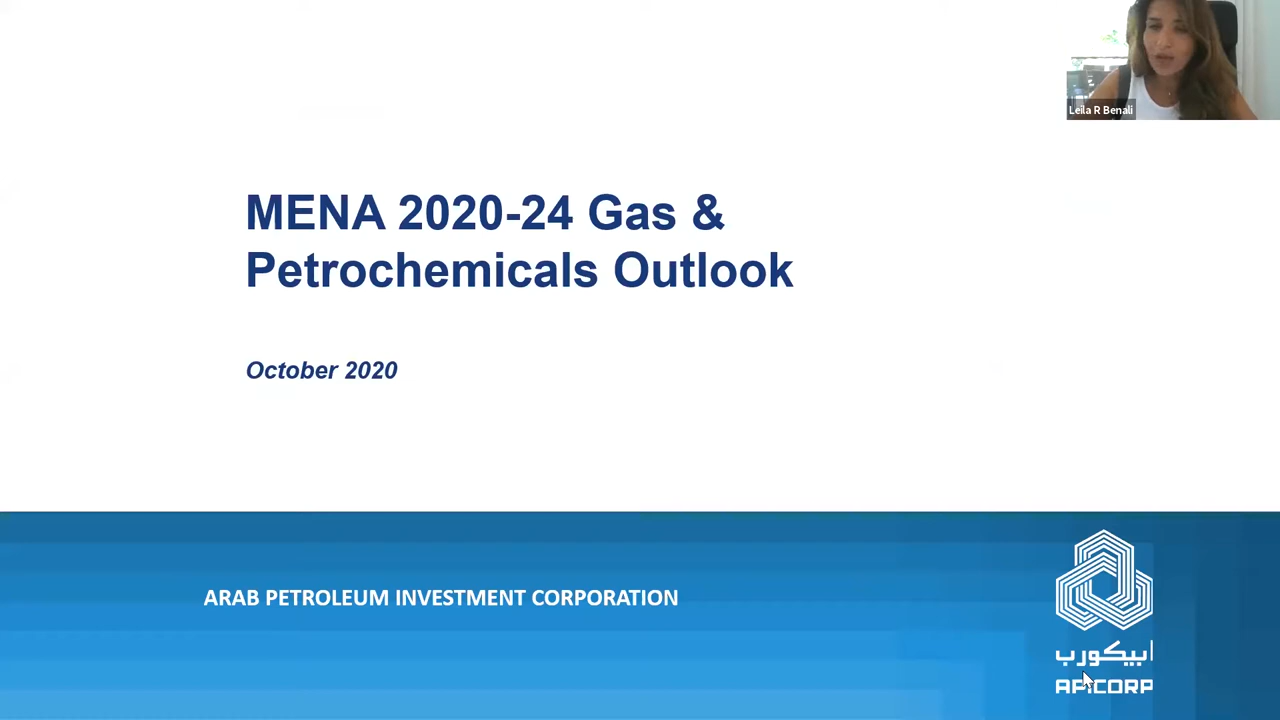 Leila R Benali
MENA 2020-24 Gas &
Petrochemicals Outlook
October 2020
ARAB PETROLEUM INVESTMENT CORPORATION
ابيكورب
APICORP